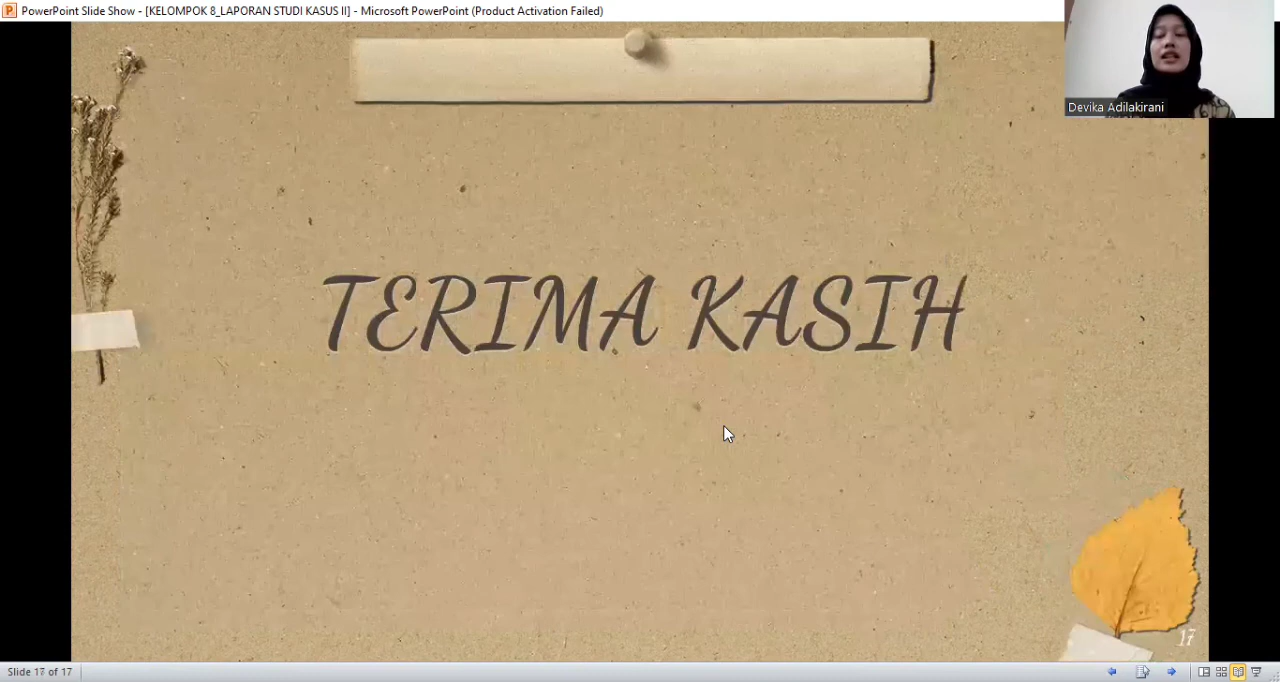 PowerPoint Slide Show - [KELOMPOK 8_LAPORAN STUDI KASUS II] - Microsoft PowerPoint (Product Activation Failed)
Devika Adilakirani
TERIMA KASIH
17
Slide 17 of 17